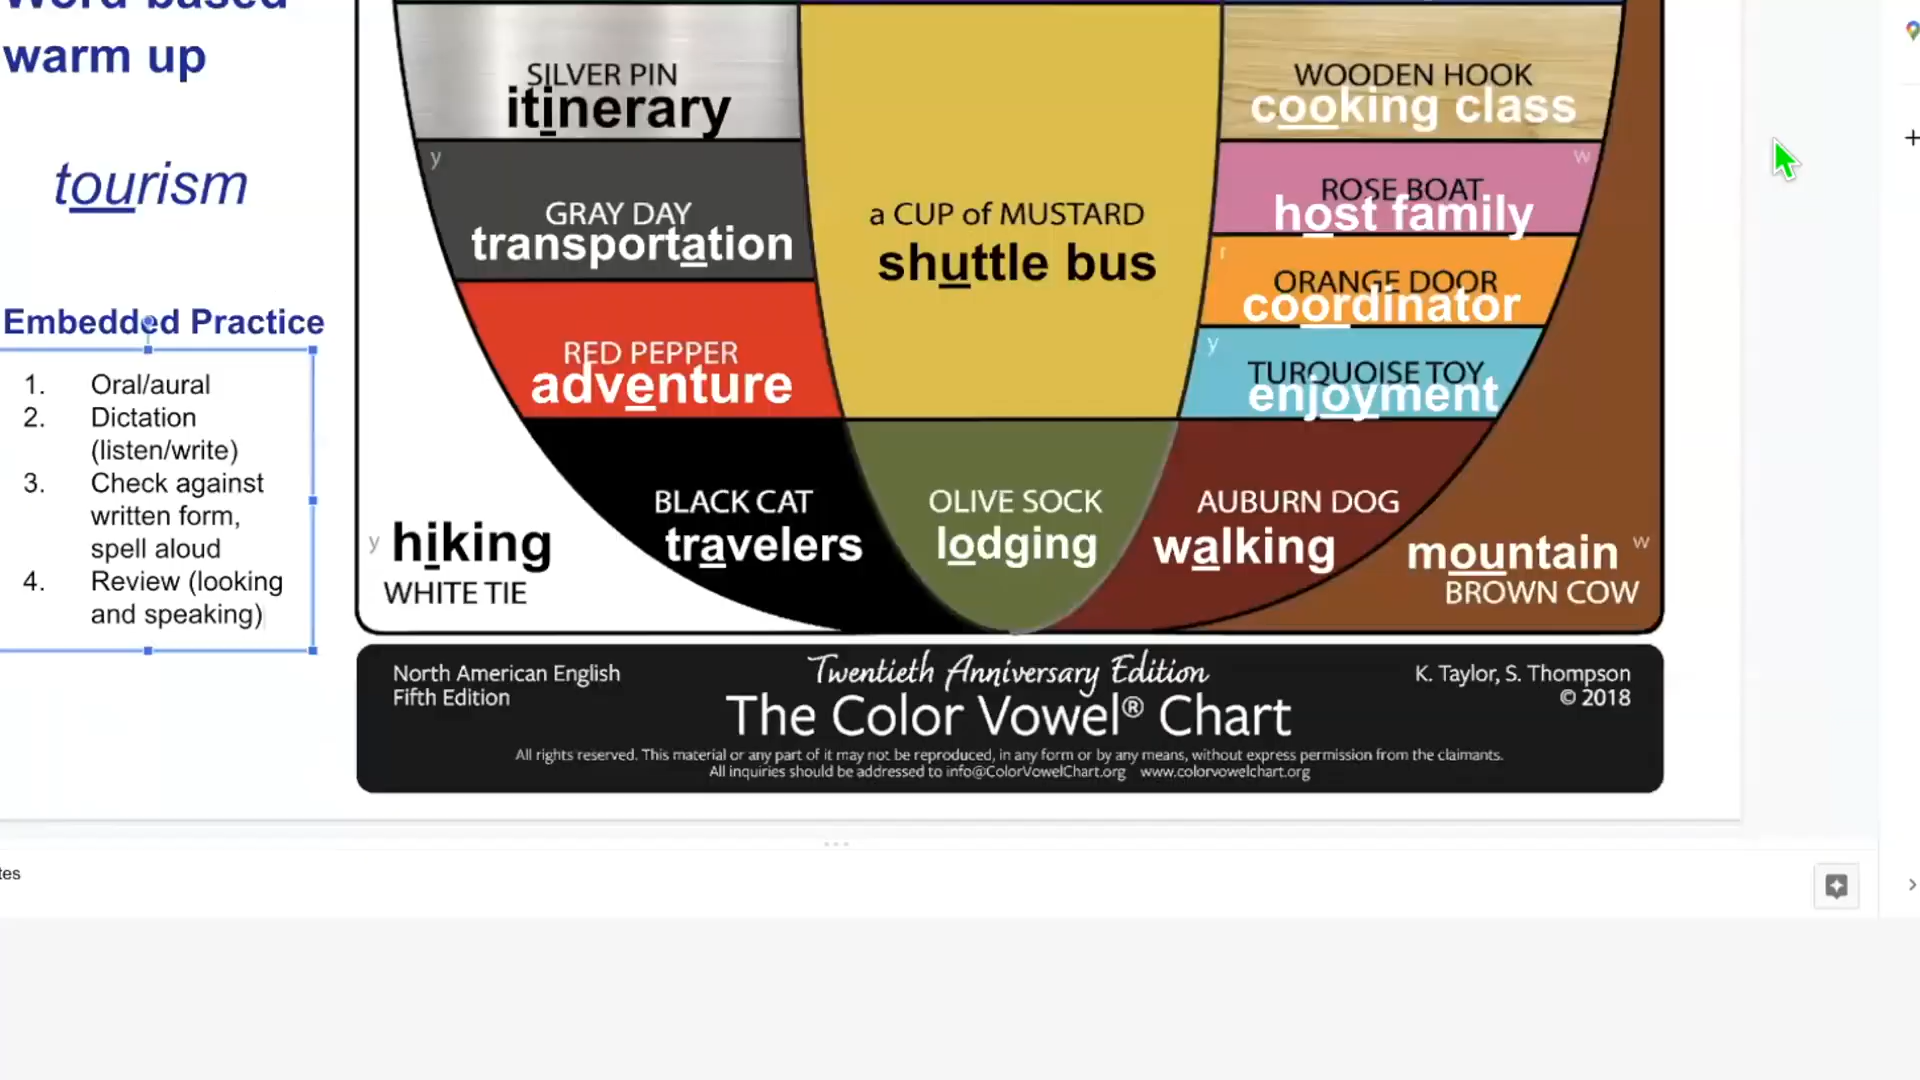 Word-based
warm up
tourism
Embedded Practice
1. Oral/aural
2. Dictation
(listen/write)
3. Check against
written form,
spell aloud
4. Review (looking
and speaking)
SILVER PIN
itinerary
y
GRAY DAY
transportation
RED PEPPER
adventure
a CUP of MUSTARD
shuttle bus
WOODEN HOOK
cooking class
w
ROSE BOAT
host family
r
ORANGE DOOR
coordinator
y
TURQUOISE TOY
enjoyment
y hiking
WHITE TIE
BLACK CAT
travelers
OLIVE SOCK
lodging
AUBURN DOG
walking
mountain w
BROWN COW
North American English
Fifth Edition
Twentieth Anniversary Edition
The Color Vowel® Chart
K. Taylor, S. Thompson
© 2018
All rights reserved. This material or any part of it may not be reproduced, in any form or by any means, without express permission from the claimants.
All inquiries should be addressed to info@ColorVowelChart.org www.colorvowelchart.org
tes